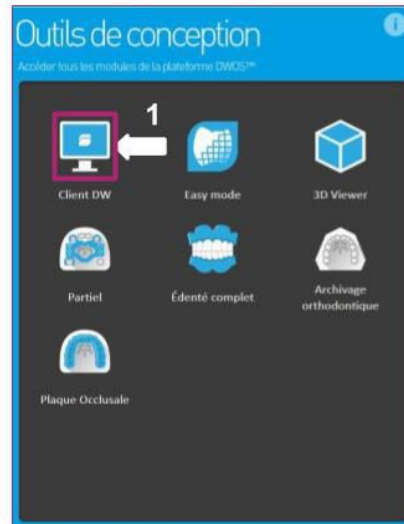 Outils de conception
i
Accéder tous les modules de la plateforme DWOS™
1
Client DW
Easy mode
3D Viewer
Partiel
Édenté complet
Archivage
orthodontique
Plaque Occlusale